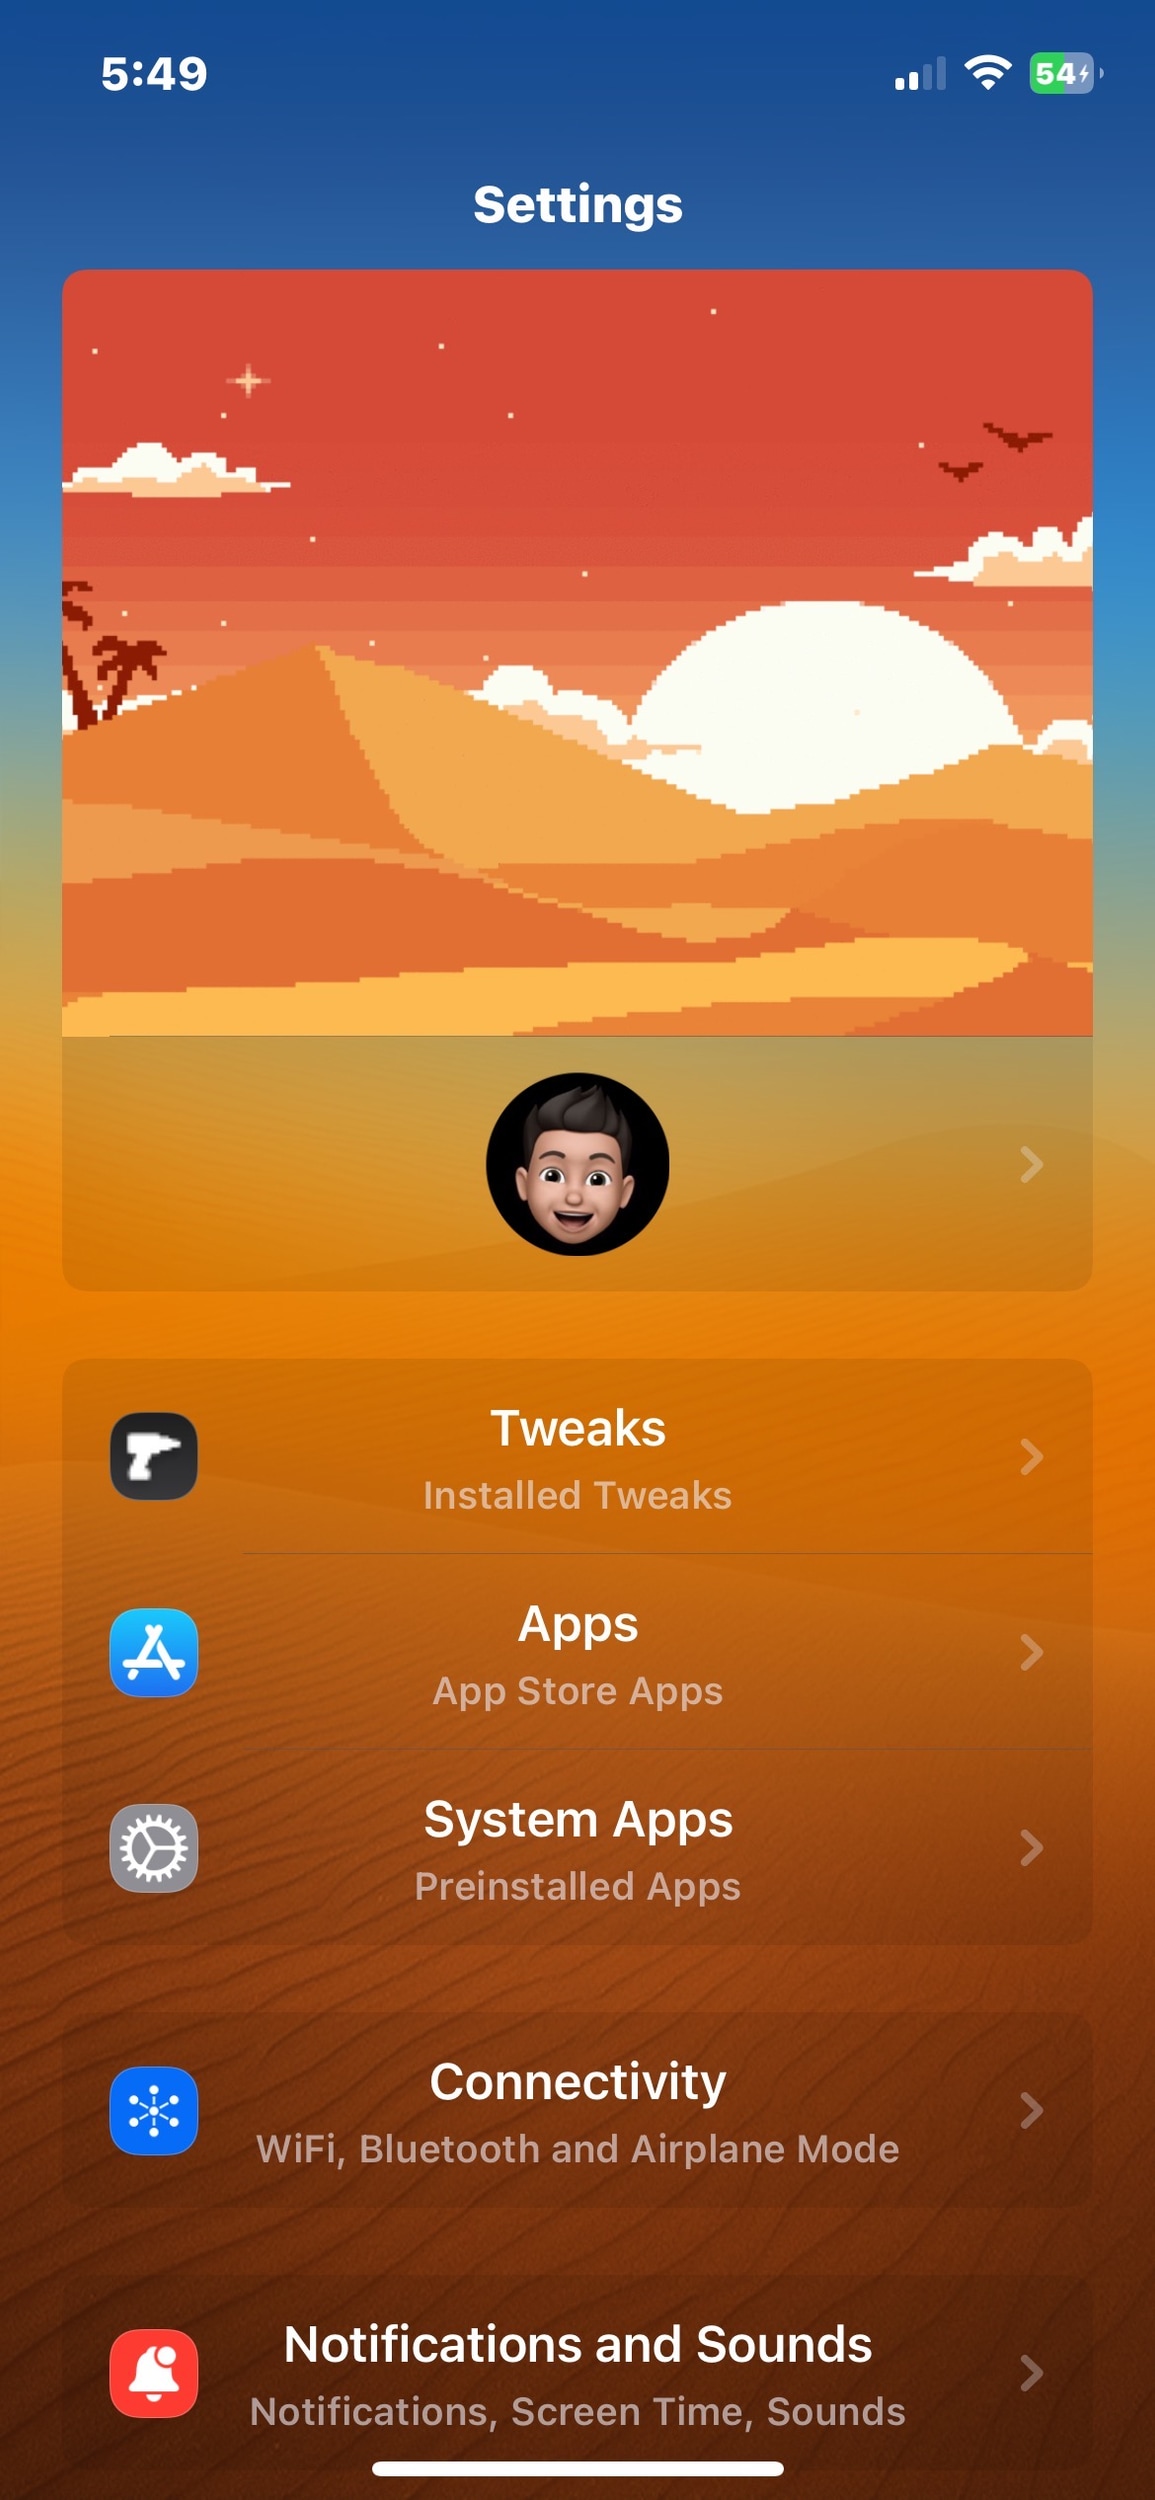 5:49
54
Settings
Tweaks
Installed Tweaks
Apps
App Store Apps
System Apps
Preinstalled Apps
Connectivity
WiFi, Bluetooth and Airplane Mode
Notifications and Sounds
Notifications, Screen Time, Sounds